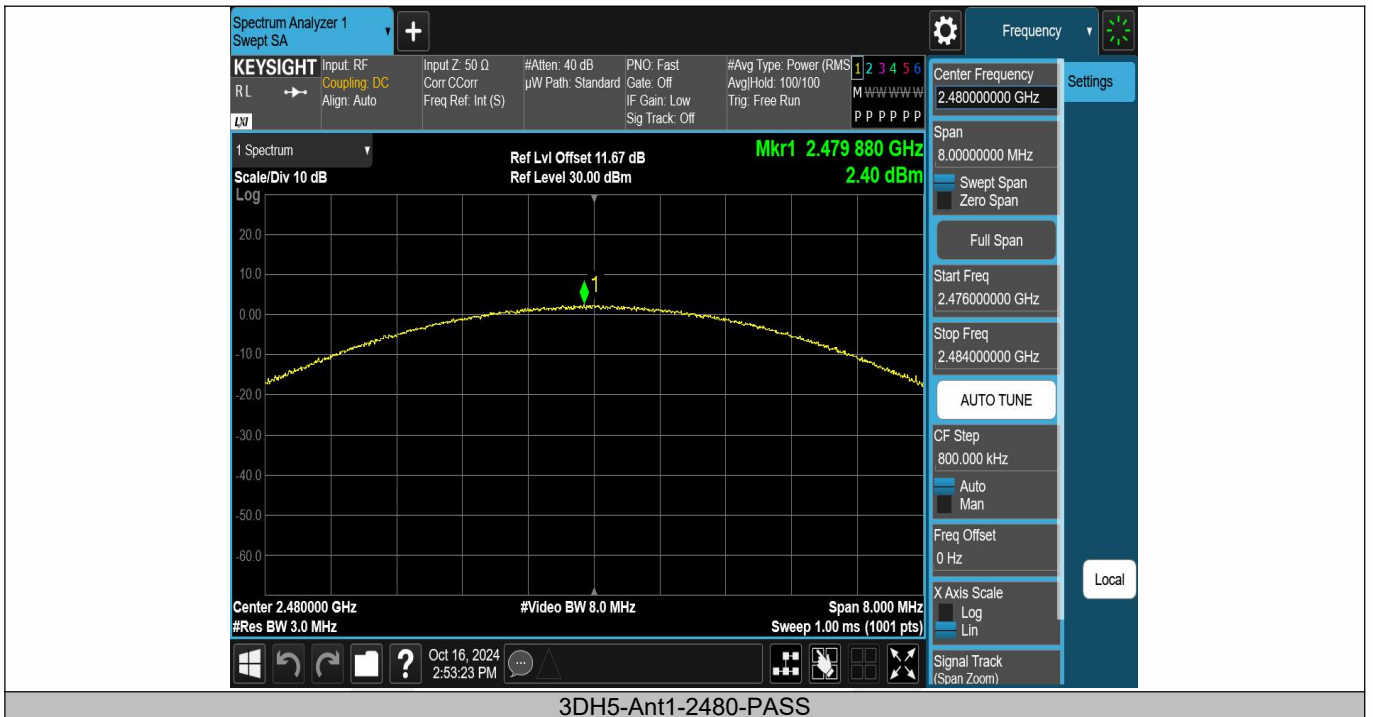 Spectrum Analyzer 1
Swept SA
+
Frequency
KEYSIGHT
RL
LXI
Input: RF
Coupling: DC
Align: Auto
Input Z: 50 Ω
Corr CCorr
Freq Ref: Int (S)
#Atten: 40 dB
µW Path: Standard
PNO: Fast
Gate: Off
IF Gain: Low
Sig Track: Off
#Avg Type: Power (RMS
Avg|Hold: 100/100
Trig: Free Run
1 2 3 4 5 6
M W W W W W
P P P P P P
Center Frequency
2.480000000 GHz
Settings
Span
8.00000000 MHz
Swept Span
Zero Span
Full Span
Start Freq
2.476000000 GHz
Stop Freq
2.484000000 GHz
AUTO TUNE
CF Step
800.000 kHz
Auto
Man
Freq Offset
0 Hz
X Axis Scale
Log
Lin
Signal Track
(Span Zoom)
Local
1 Spectrum
Scale/Div 10 dB
Log
Ref Lvl Offset 11.67 dB
Ref Level 30.00 dBm
Mkr1 2.479 880 GHz
2.40 dBm
20.0
10.0
0.00
-10.0
-20.0
-30.0
-40.0
-50.0
-60.0
1
Center 2.480000 GHz
#Res BW 3.0 MHz
#Video BW 8.0 MHz
Span 8.000 MHz
Sweep 1.00 ms (1001 pts)
?
Oct 16, 2024
2:53:23 PM
3DH5-Ant1-2480-PASS